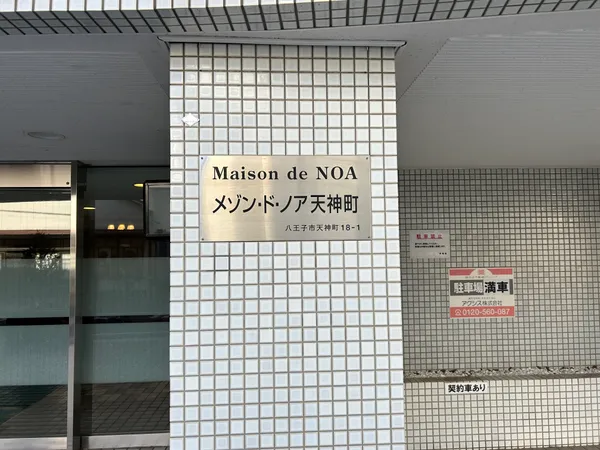 Maison de NOA
メゾン・ド・ノア天神町
八王子市天神町18-1
駐車禁止
駐車場満車
アクシス株式会社
0120-560-087
契約車あり